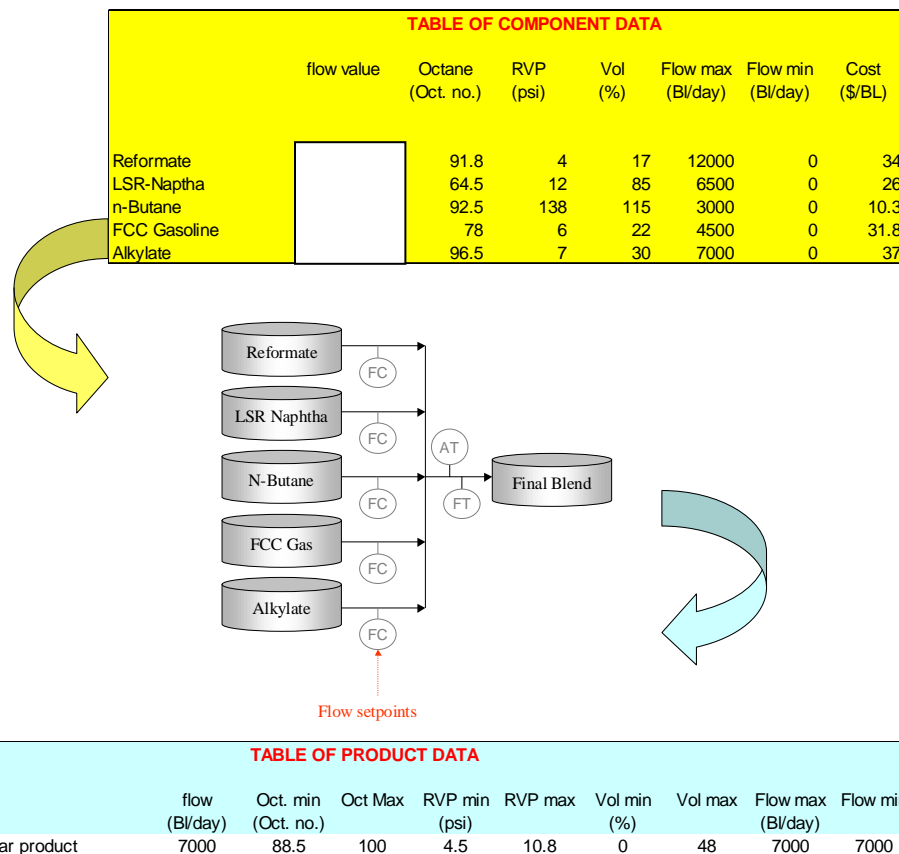 TABLE OF COMPONENT DATA
flow value Octane RVP Vol Flow max Flow min Cost
(Oct. no.) (psi) (%) (Bl/day) (Bl/day) ($/BL)
Reformate 91.8 4 17 12000 0 34
LSR-Naptha 64.5 12 85 6500 0 26
n-Butane 92.5 138 115 3000 0 10.3
FCC Gasoline 78 6 22 4500 0 31.8
Alkylate 96.5 7 30 7000 0 37
Reformate
FC
LSR Naphtha
FC
AT
N-Butane
Final Blend
FC
FT
FCC Gas
FC
Alkylate
FC
Flow setpoints
TABLE OF PRODUCT DATA
flow Oct. min Oct Max RVP min RVP max Vol min Vol max Flow max Flow min
(Bl/day) (Oct. no.) (psi) (%) (Bl/day)
ar product 7000 88.5 100 4.5 10.8 0 48 7000 7000